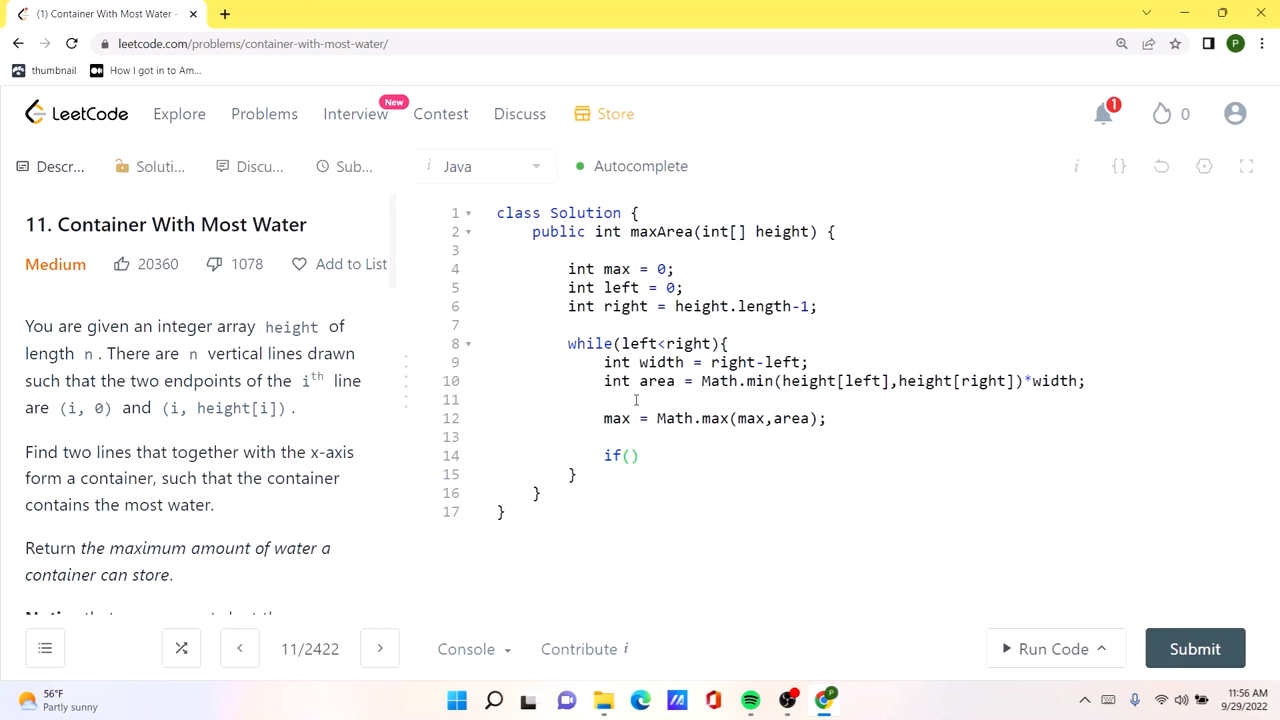 (1) Container With Most Water -
leetcode.com/problems/container-with-most-water/
P
thumbnail
How I got in to Am...
LeetCode
Explore
Problems
Interview
New
Contest
Discuss
Store
1
0
Descr...
Soluti...
Discu...
Sub...
i
Java
Autocomplete
i
{}
11. Container With Most Water
Medium
20360
1078
Add to List
You are given an integer array height of
length n. There are n vertical lines drawn
such that the two endpoints of the ith line
are (i, 0) and (i, height[i]).
Find two lines that together with the x-axis
form a container, such that the container
contains the most water.
Return the maximum amount of water a
container can store.
1 class Solution {
2 public int maxArea(int[] height) {
3
4 int max = 0;
5 int left = 0;
6 int right = height.length-1;
7
8 while(left<right){
9 int width = right-left;
10 int area = Math.min(height[left],height[right])*width;
11
12 max = Math.max(max,area);
13
14 if()
15 }
16 }
17 }
11/2422
Console
Contribute i
Run Code
Submit
56°F
Partly sunny
P
11:56 AM
9/29/2022